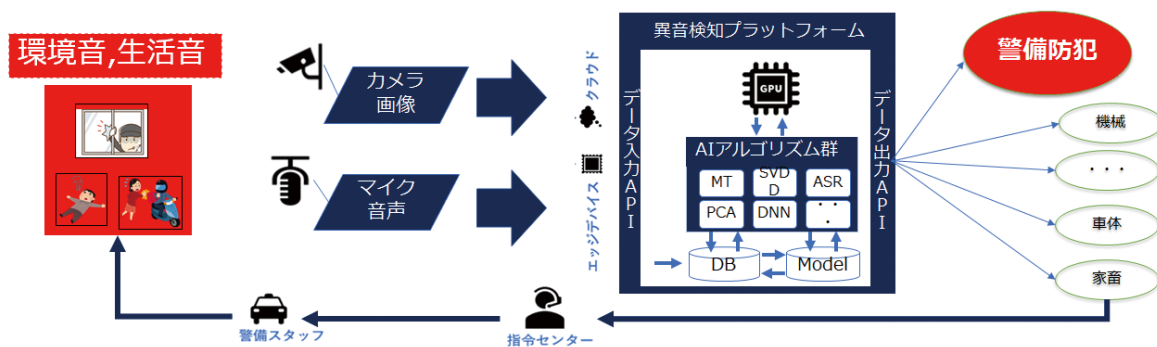 環境音,生活音
カメラ
画像
マイク
音声
クラウド
エッジデバイス
異音検知プラットフォーム
データ入力API
GPU
AIアルゴリズム群
MT
SVD
D
ASR
PCA
DNN
・・
・
DB
Model
データ出力API
警備防犯
機械
・・・
車体
家畜
警備スタッフ
指令センター